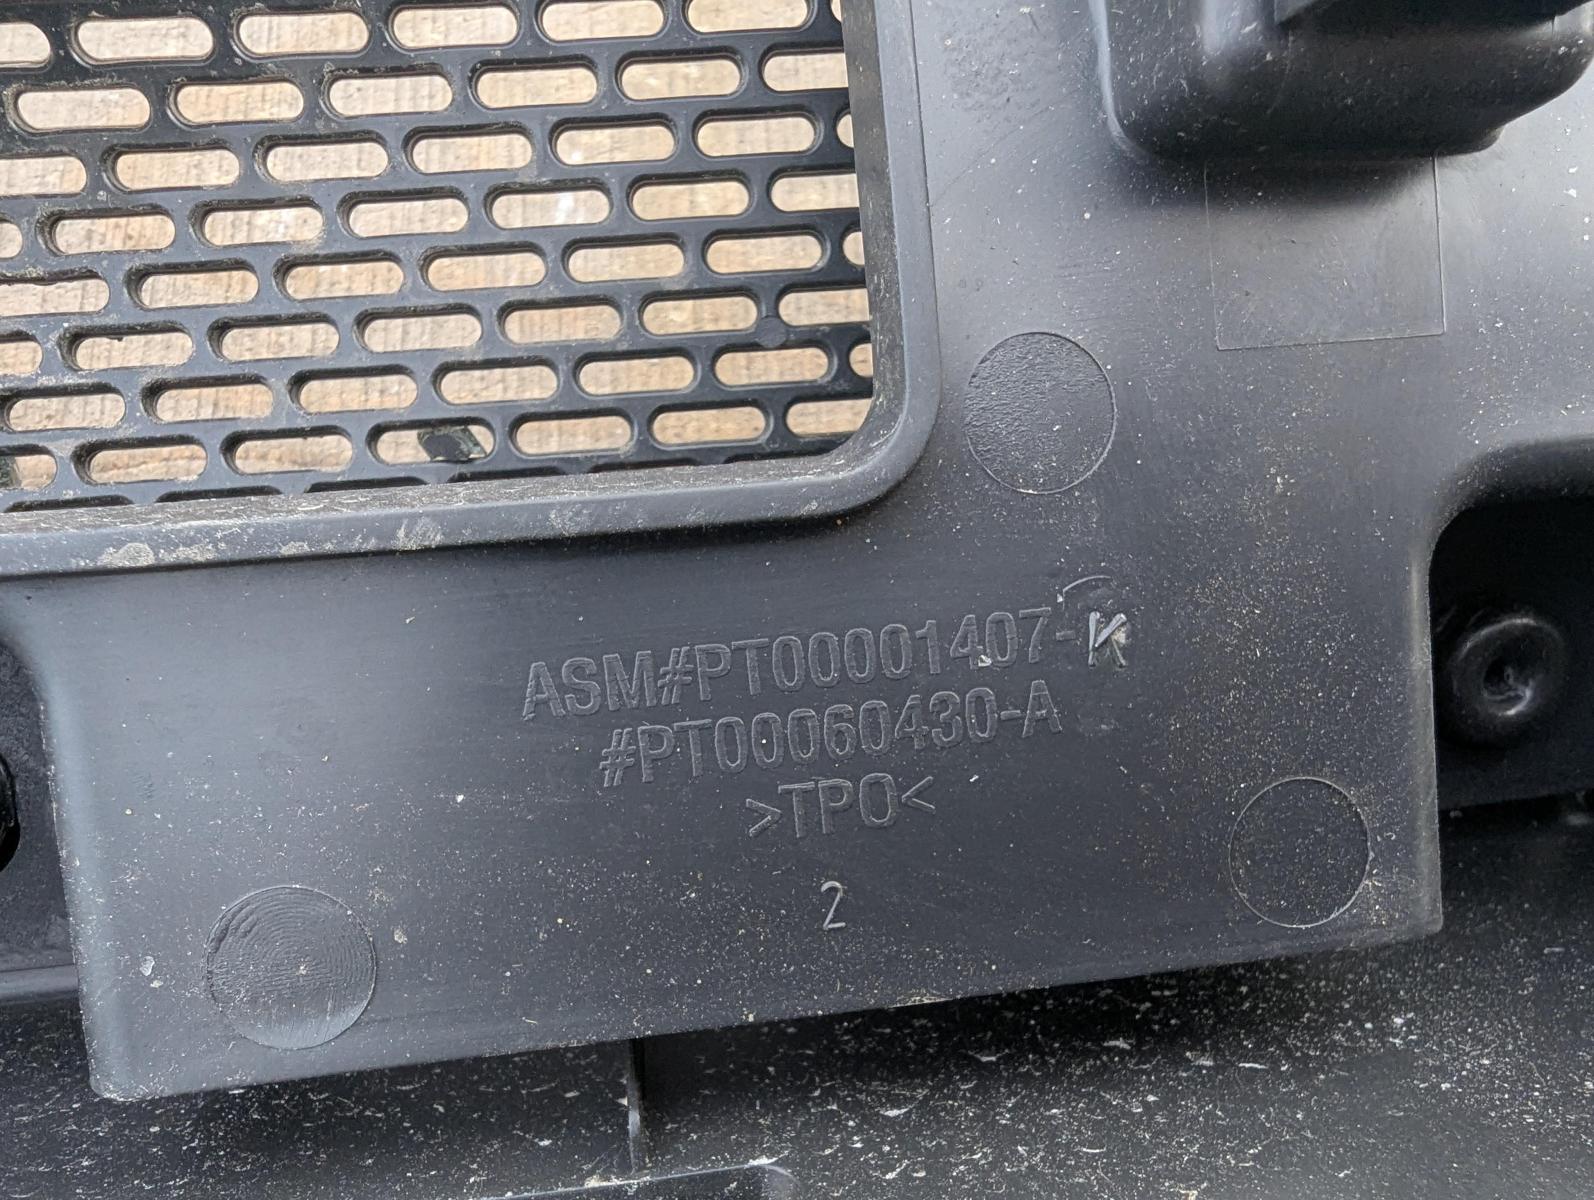 ASM#PT00001407-K
#PT00060430-A
>TPO<
2